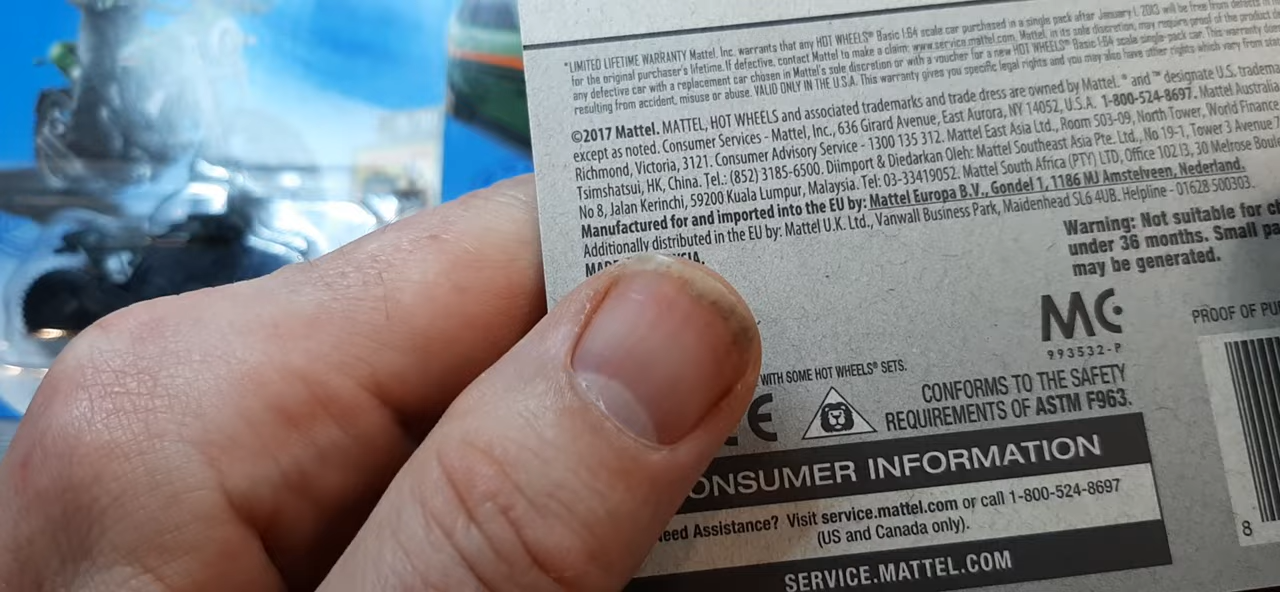 *LIMITED LIFETIME WARRANTY Mattel, Inc. warrants that any HOT WHEELS® Basic 1:64 scale car purchased in a single pack after January 1, 2013 will be free from defects in
for the original purchaser's lifetime. If defective, contact Mattel to make a claim: www.service.mattel.com. Mattel, in its sole discretion, may require proof of the product
any defective car with a replacement car chosen in Mattel's sole discretion or with a voucher for a new HOT WHEELS® Basic 1:64 scale single-pack car. This warranty
resulting from accident, misuse or abuse. VALID ONLY IN THE U.S.A. This warranty gives you specific legal rights and you may also have other rights which vary from
©2017 Mattel. MATTEL, HOT WHEELS and associated trademarks and trade dress are owned by Mattel. ® and ™ designate U.S.
except as noted. Consumer Services - Mattel, Inc., 636 Girard Avenue, East Aurora, NY 14052, U.S.A. 1-800-524-8697. Mattel Australia
Richmond, Victoria, 3121. Consumer Advisory Service - 1300 135 312. Mattel East Asia Ltd., Room 503-09, North Tower, World Finance
Tsimshatsui, HK, China. Tel.: (852) 3185-6500. Diimport & Diedarkan Oleh: Mattel Southeast Asia Pte. Ltd., No 19-1, Tower 3 Avenue
No 8, Jalan Kerinchi, 59200 Kuala Lumpur, Malaysia. Tel: 03-33419052. Mattel South Africa (PTY) LTD, Office 102 I3, 30 Melrose
Manufactured for and imported into the EU by: Mattel Europa B.V., Gondel 1, 1186 MJ Amstelveen, Nederland.
Additionally distributed in the EU by: Mattel U.K. Ltd., Vanwall Business Park, Maidenhead SL6 4UB. Helpline - 01628 500303.
Warning: Not suitable for
under 36 months. Small
may be generated.
MC
993532-P
PROOF OF
WITH SOME HOT WHEELS® SETS.
CE
CONFORMS TO THE SAFETY
REQUIREMENTS OF ASTM F963.
ONSUMER INFORMATION
eed Assistance? Visit service.mattel.com or call 1-800-524-8697
(US and Canada only).
SERVICE.MATTEL.COM
8